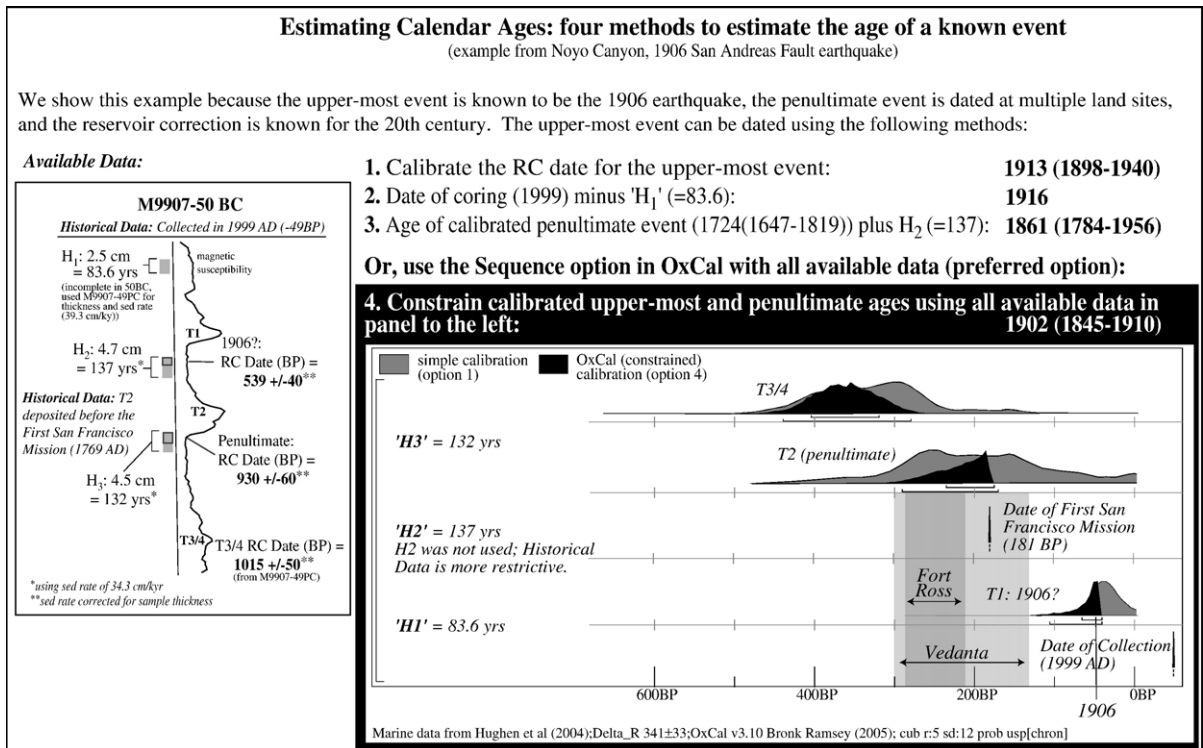 Estimating Calendar Ages: four methods to estimate the age of a known event
(example from Noyo Canyon, 1906 San Andreas Fault earthquake)
We show this example because the upper-most event is known to be the 1906 earthquake, the penultimate event is dated at multiple land sites,
and the reservoir correction is known for the 20th century. The upper-most event can be dated using the following methods:
Available Data:
M9907-50 BC
Historical Data: Collected in 1999 AD (-49BP)
H1: 2.5 cm
= 83.6 yrs
(incomplete in 50BC,
used M9907-49PC for
thickness and sed rate
(39.3 cm/ky))
magnetic
susceptibility
T1
1906?:
RC Date (BP) =
539 +/-40**
H2: 4.7 cm
= 137 yrs*
Historical Data: T2
deposited before the
First San Francisco
Mission (1769 AD)
T2
Penultimate:
RC Date (BP) =
930 +/-60**
H3: 4.5 cm
= 132 yrs*
T3/4
T3/4 RC Date (BP) =
1015 +/-50**
(from M9907-49PC)
*using sed rate of 34.3 cm/kyr
**sed rate corrected for sample thickness
1. Calibrate the RC date for the upper-most event: 1913 (1898-1940)
2. Date of coring (1999) minus 'H1' (=83.6): 1916
3. Age of calibrated penultimate event (1724(1647-1819)) plus H2 (=137): 1861 (1784-1956)
Or, use the Sequence option in OxCal with all available data (preferred option):
4. Constrain calibrated upper-most and penultimate ages using all available data in
panel to the left: 1902 (1845-1910)
simple calibration
(option 1)
OxCal (constrained)
calibration (option 4)
T3/4
'H3' = 132 yrs
T2 (penultimate)
'H2' = 137 yrs
H2 was not used; Historical
Data is more restrictive.
Date of First San
Francisco Mission
(181 BP)
Fort
Ross
T1: 1906?
'H1' = 83.6 yrs
Vedanta
Date of Collection
(1999 AD)
600BP 400BP 200BP 0BP
1906
Marine data from Hughen et al (2004);Delta_R 341±33;OxCal v3.10 Bronk Ramsey (2005); cub r:5 sd:12 prob usp[chron]